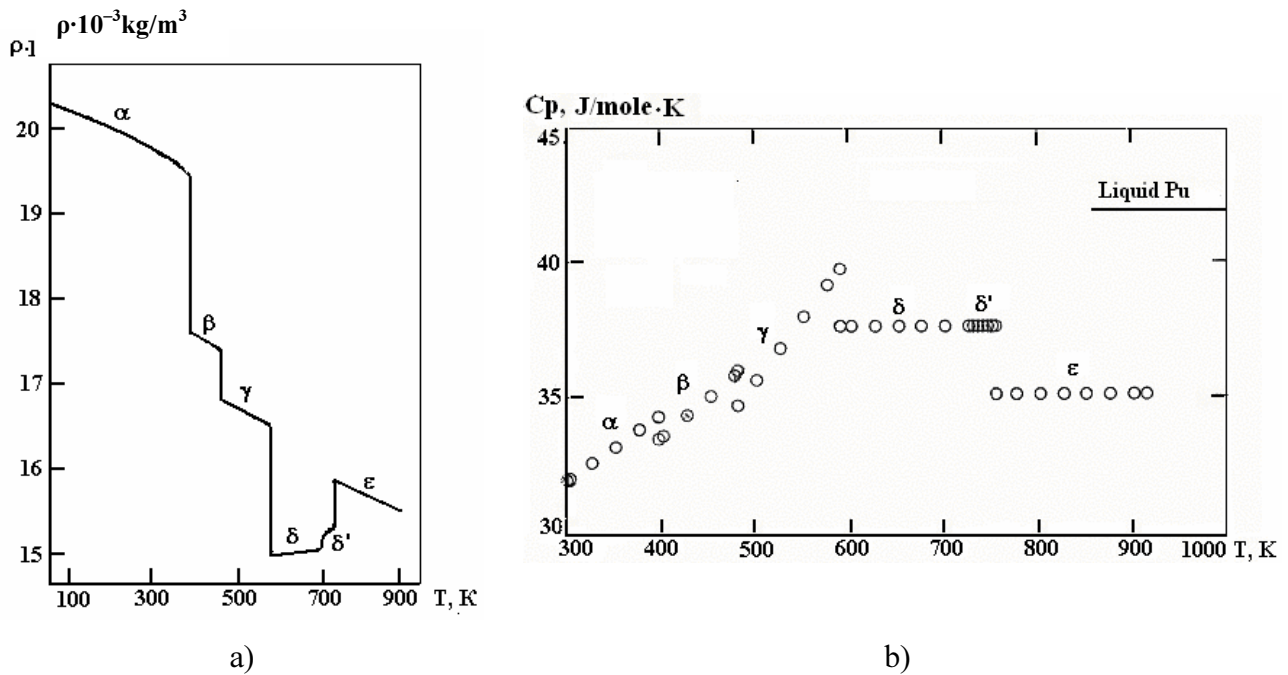 ρ·10⁻³kg/m³
ρ·1
20
19
18
17
16
15
α
β
γ
δ
δ'
ε
100 300 500 700 900 T, K
a)
Cp, J/mole·K
45
40
35
30
Liquid Pu
α
β
γ
δ
δ'
ε
300 400 500 600 700 800 900 1000 T, K
b)